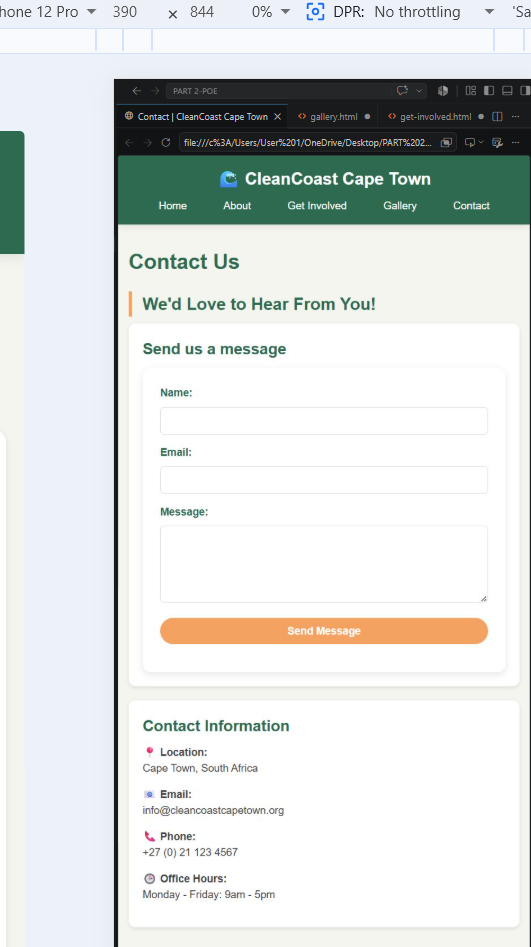 hone 12 Pro 390 × 844 0% DPR: No throttling 'Sa
PART 2-POE
Contact | CleanCoast Cape Town gallery.html get-involved.html
file:///c%3A/Users/User%201/OneDrive/Desktop/PART%202...
CleanCoast Cape Town
Home About Get Involved Gallery Contact
Contact Us
We'd Love to Hear From You!
Send us a message
Name:
Email:
Message:
Send Message
Contact Information
Location:
Cape Town, South Africa
Email:
info@cleancoastcapetown.org
Phone:
+27 (0) 21 123 4567
Office Hours:
Monday - Friday: 9am - 5pm